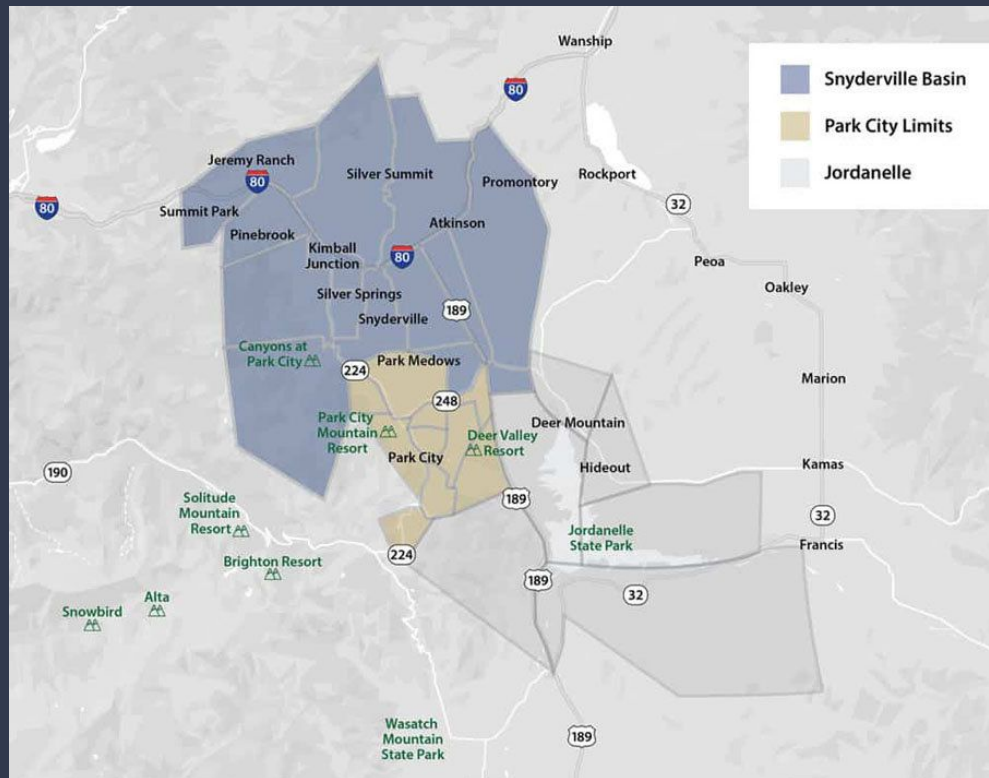 Wanship
80
Snyderville Basin
Park City Limits
Jordanelle
Jeremy Ranch
80
Silver Summit
Promontory
Rockport
80
Summit Park
32
Atkinson
Pinebrook
Kimball
Junction
80
Peoa
Oakley
Silver Springs
189
Snyderville
Canyons at
Park City
224
Park Medows
Marion
248
Park City
Mountain
Resort
Deer Mountain
Deer Valley
Resort
Park City
Hideout
Kamas
190
189
Solitude
Mountain
Resort
32
Jordanelle
State Park
Francis
224
Brighton Resort
189
32
Alta
Snowbird
Wasatch
Mountain
State Park
189